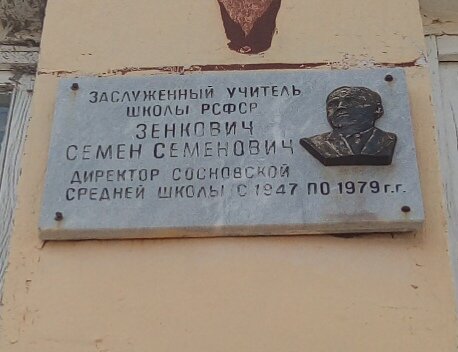 ЗАСЛУЖЕННЫЙ УЧИТЕЛЬ
ШКОЛЫ РСФСР
ЗЕНКОВИЧ
СЕМЕН СЕМЕНОВИЧ
ДИРЕКТОР СОСНОВСКОЙ
СРЕДНЕЙ ШКОЛЫ С 1947 ПО 1979 г.г.